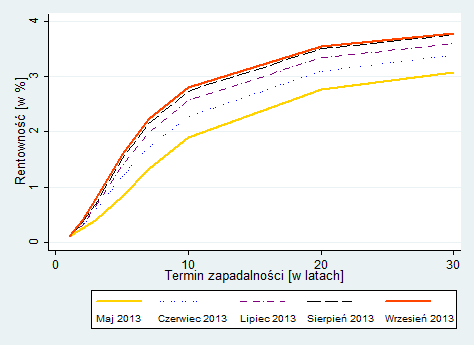 Rentowność [w %]
4
3
2
1
0
0 10 20 30
Termin zapadalności [w latach]
Maj 2013 Czerwiec 2013 Lipiec 2013 Sierpień 2013 Wrzesień 2013